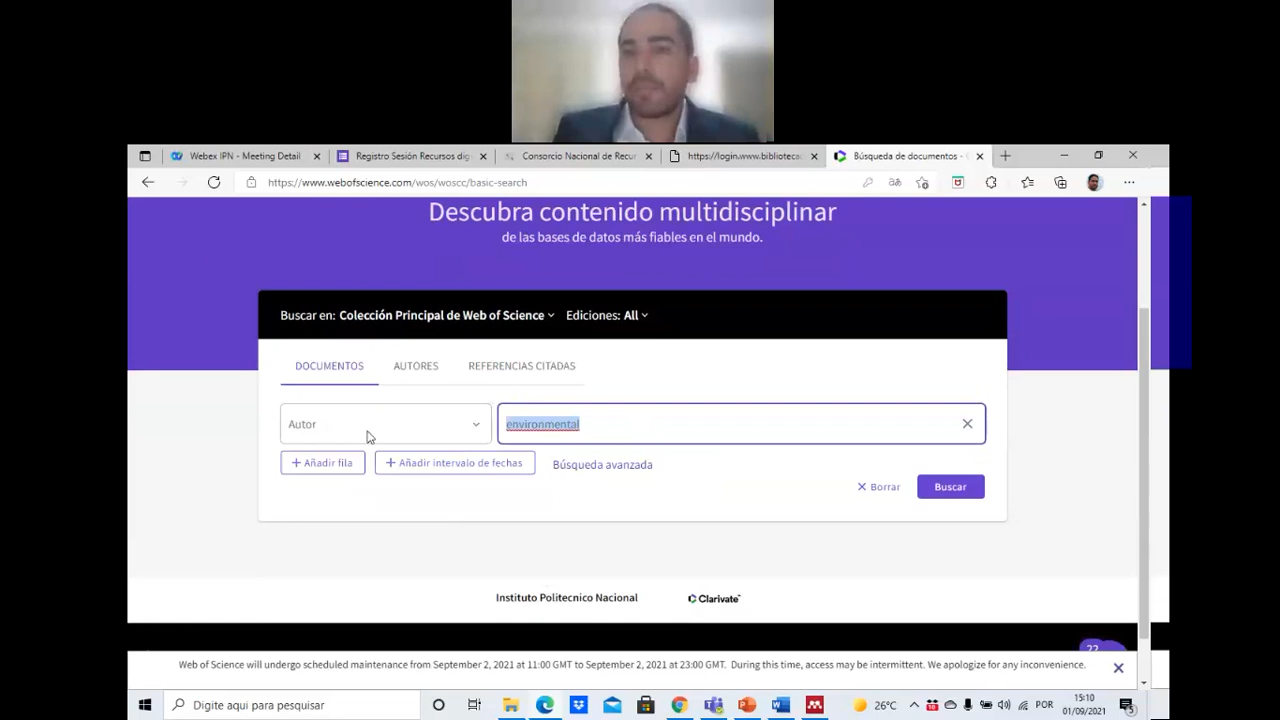 Webex IPN - Meeting Detail
Registro Sesión Recursos dig
Consorcio Nacional de Recur
https://login.www.bibliotecad
Búsqueda de documentos -
https://www.webofscience.com/wos/woscc/basic-search
Descubra contenido multidisciplinar
de las bases de datos más fiables en el mundo.
Buscar en: Colección Principal de Web of Science Ediciones: All
DOCUMENTOS
AUTORES
REFERENCIAS CITADAS
Autor
environmental
+ Añadir fila
+ Añadir intervalo de fechas
Búsqueda avanzada
× Borrar
Buscar
Instituto Politecnico Nacional
Clarivate
22
Web of Science will undergo scheduled maintenance from September 2, 2021 at 11:00 GMT to September 2, 2021 at 23:00 GMT. During this time, access may be intermittent. We apologize for any inconvenience.
Digite aqui para pesquisar
26°C
POR
15:10
01/09/2021